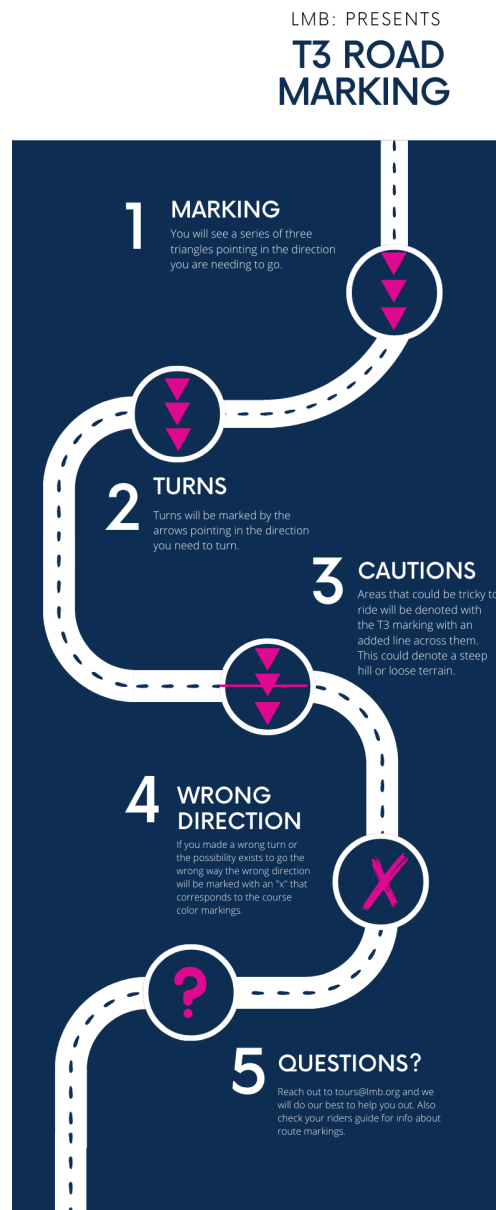 LMB: PRESENTS
T3 ROAD
MARKING
1
MARKING
You will see a series of three
triangles pointing in the direction
you are needing to go.
2
TURNS
Turns will be marked by the
arrows pointing in the direction
you need to turn.
3
CAUTIONS
Areas that could be tricky to
ride will be denoted with
the T3 marking with an
added line across them.
This could denote a steep
hill or loose terrain.
4
WRONG
DIRECTION
If you made a wrong turn or
the possibility exists to go the
wrong way the wrong direction
will be marked with an "x" that
corresponds to the course
color markings.
X
?
5
QUESTIONS?
Reach out to tours@lmb.org and we
will do our best to help you out. Also
check your riders guide for info about
route markings.